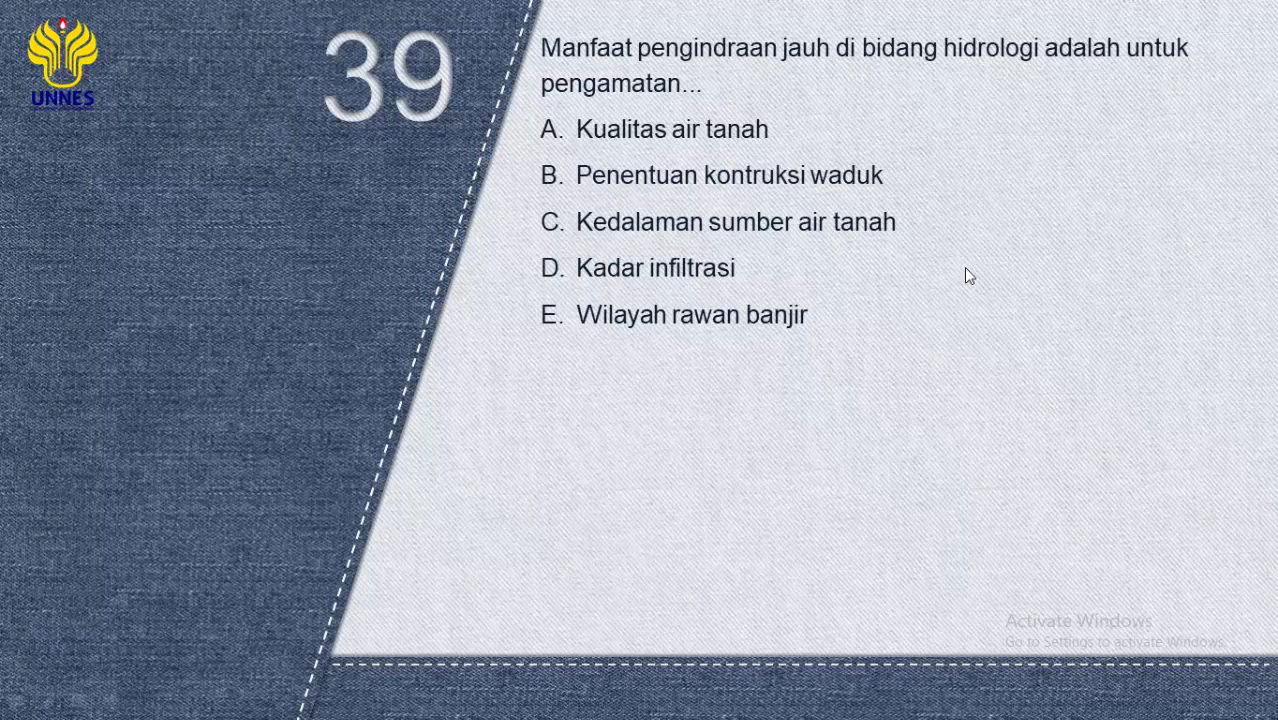 UNNES
39
Manfaat pengindraan jauh di bidang hidrologi adalah untuk
pengamatan...
A. Kualitas air tanah
B. Penentuan kontruksi waduk
C. Kedalaman sumber air tanah
D. Kadar infiltrasi
E. Wilayah rawan banjir
Activate Windows
Go to Settings to activate Windows.